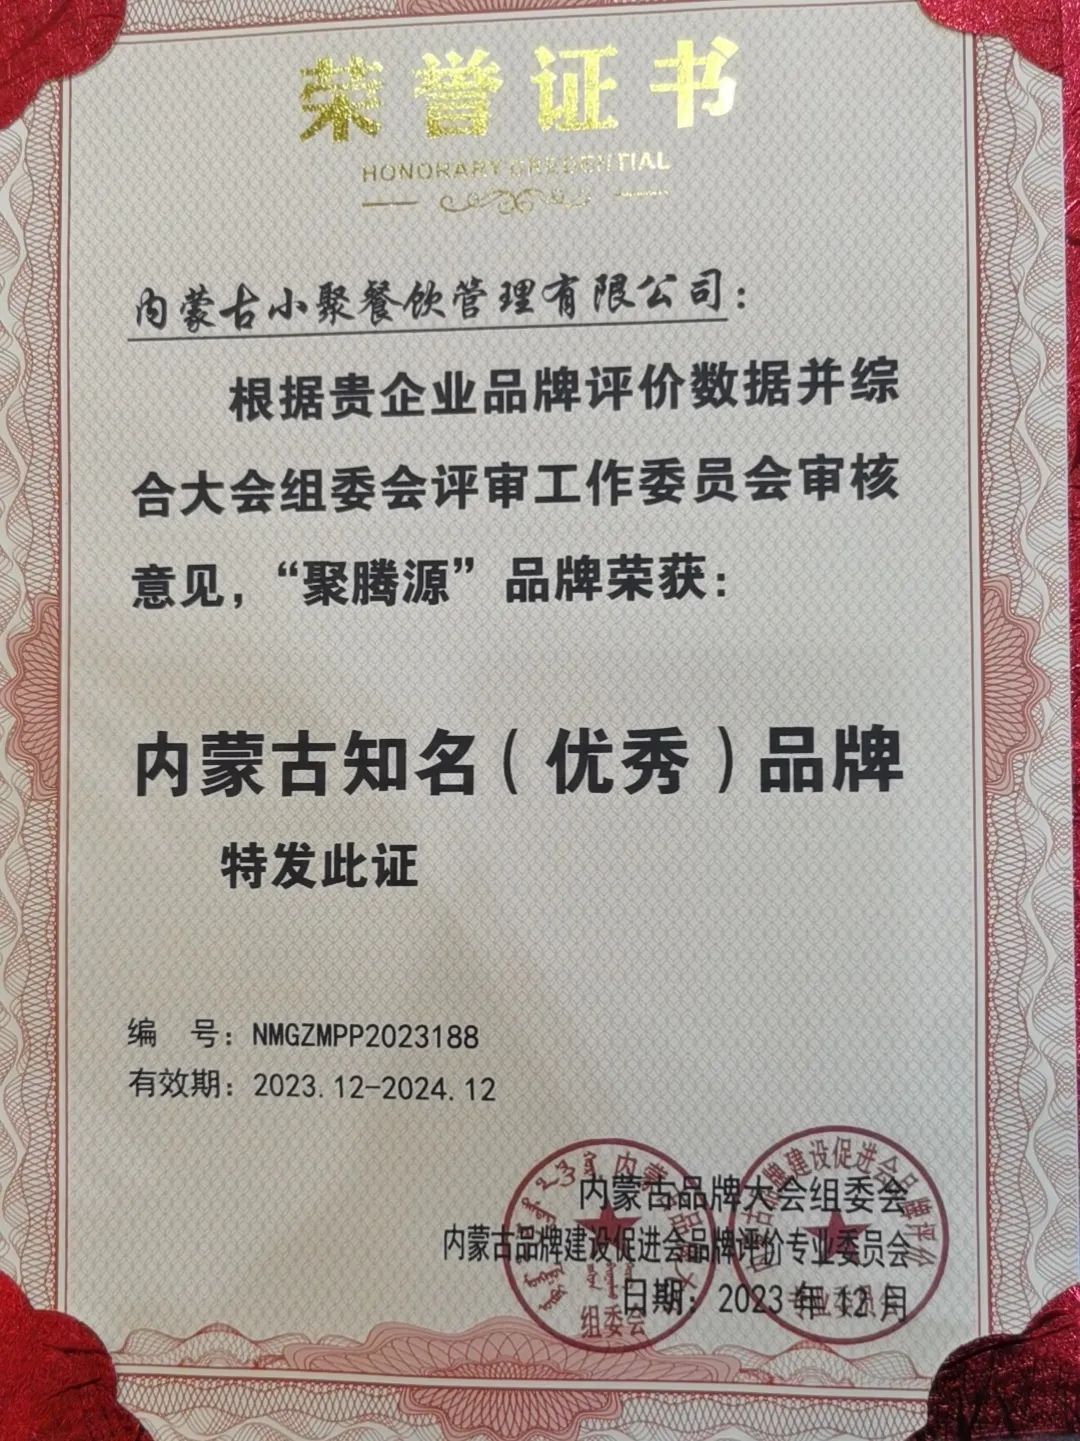 荣誉证书
HONORARY CREDENTIAL
内蒙古小聚餐饮管理有限公司：
根据贵企业品牌评价数据并综
合大会组委会评审工作委员会审核
意见，“聚腾源”品牌荣获：
内蒙古知名（优秀）品牌
特发此证
编 号：NMGZMPP2023188
有效期：2023.12-2024.12
内蒙古品牌大会组委会
内蒙古品牌建设促进会品牌评价专业委员会
日期：2023年12月
组委会